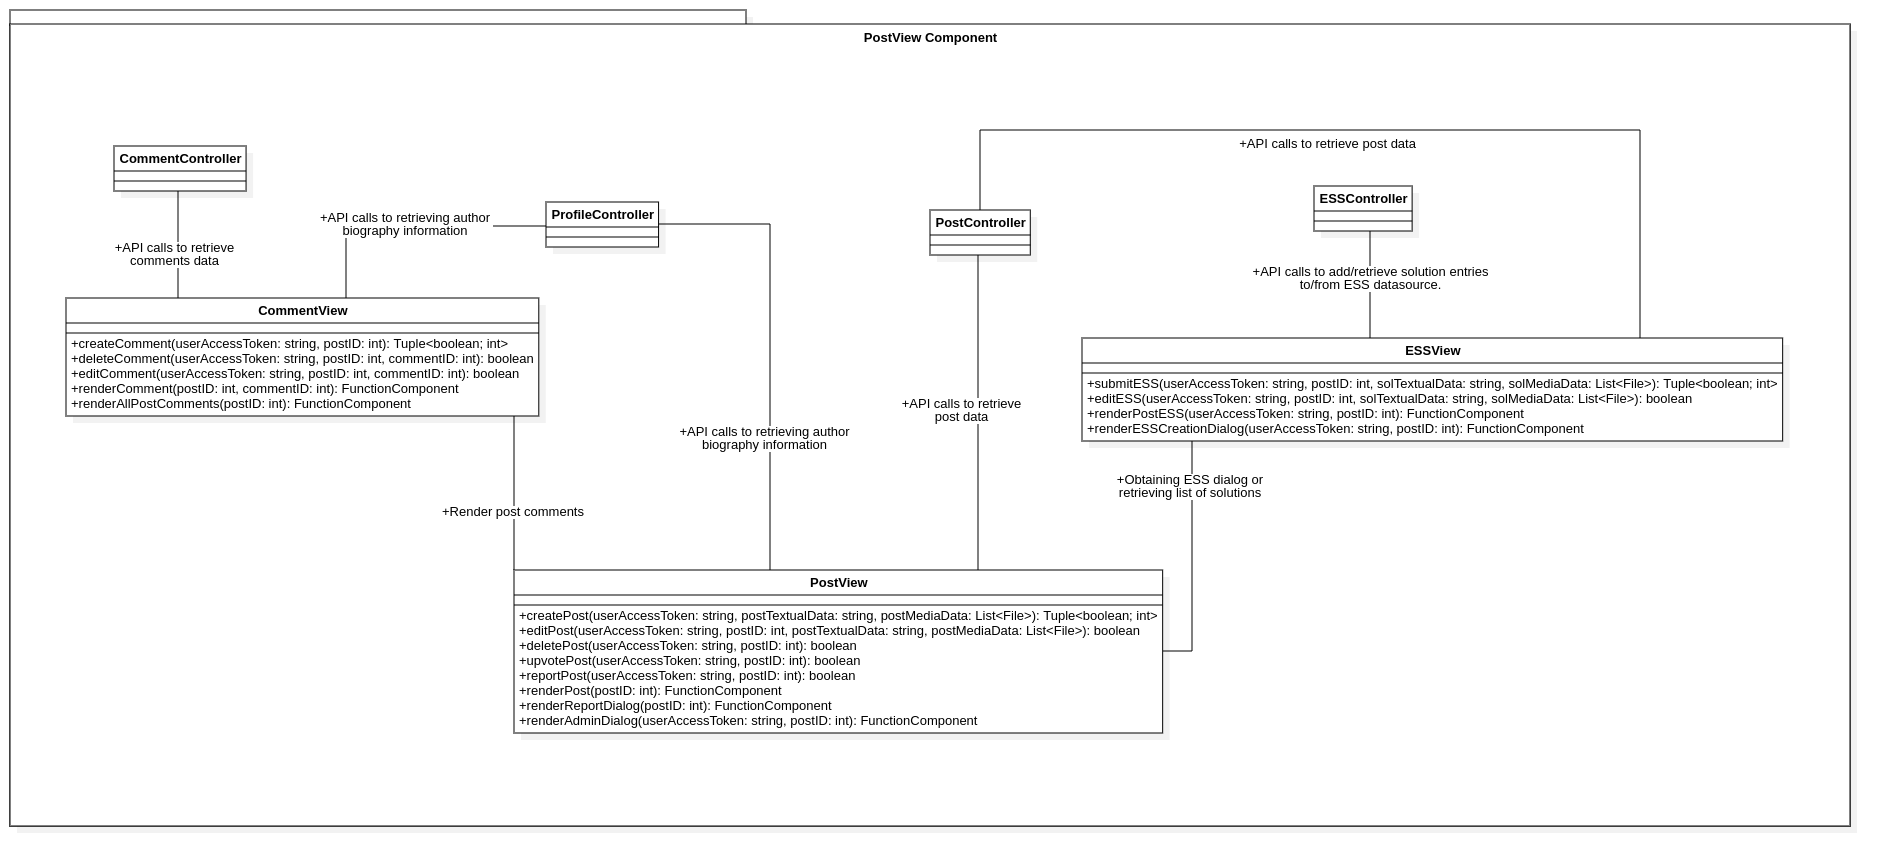 PostView Component
+API calls to retrieve post data
CommentController
ESSController
ProfileController
+API calls to retrieving author
biography information
PostController
+API calls to retrieve
comments data
+API calls to add/retrieve solution entries
to/from ESS datasource.
CommentView
+createComment(userAccessToken: string, postID: int): Tuple<boolean; int>
+deleteComment(userAccessToken: string, postID: int, commentID: int): boolean
+editComment(userAccessToken: string, postID: int, commentID: int): boolean
+renderComment(postID: int, commentID: int): FunctionComponent
+renderAllPostComments(postID: int): FunctionComponent
ESSView
+submitESS(userAccessToken: string, postID: int, solTextualData: string, solMediaData: List<File>): Tuple<boolean; int>
+editESS(userAccessToken: string, postID: int, solTextualData: string, solMediaData: List<File>): boolean
+renderPostESS(userAccessToken: string, postID: int): FunctionComponent
+renderESSCreationDialog(userAccessToken: string, postID: int): FunctionComponent
+API calls to retrieve
post data
+API calls to retrieving author
biography information
+Obtaining ESS dialog or
retrieving list of solutions
+Render post comments
PostView
+createPost(userAccessToken: string, postTextualData: string, postMediaData: List<File>): Tuple<boolean; int>
+editPost(userAccessToken: string, postID: int, postTextualData: string, postMediaData: List<File>): boolean
+deletePost(userAccessToken: string, postID: int): boolean
+upvotePost(userAccessToken: string, postID: int): boolean
+reportPost(userAccessToken: string, postID: int): boolean
+renderPost(postID: int): FunctionComponent
+renderReportDialog(postID: int): FunctionComponent
+renderAdminDialog(userAccessToken: string, postID: int): FunctionComponent